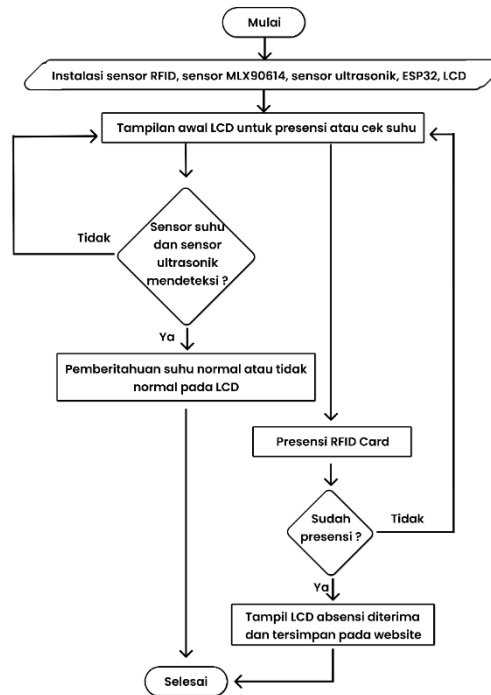 Mulai
Instalasi sensor RFID, sensor MLX90614, sensor ultrasonik, ESP32, LCD
Tampilan awal LCD untuk presensi atau cek suhu
Sensor suhu
dan sensor
ultrasonik
mendeteksi ?
Tidak
Ya
Pemberitahuan suhu normal atau tidak
normal pada LCD
Presensi RFID Card
Sudah
presensi ?
Tidak
Ya
Tampil LCD absensi diterima
dan tersimpan pada website
Selesai